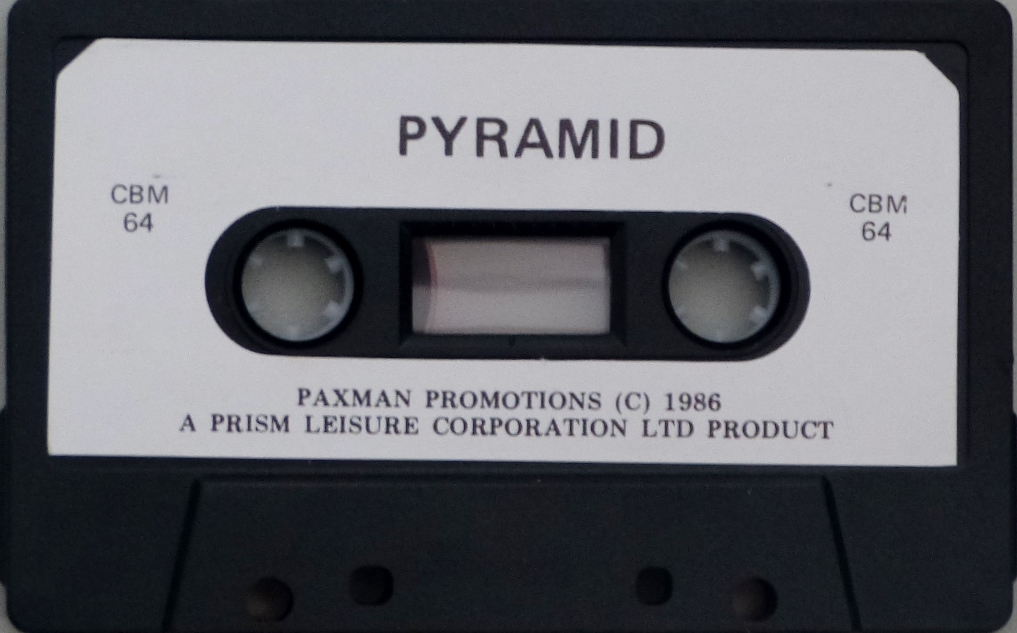 PYRAMID
CBM
64
CBM
64
PAXMAN PROMOTIONS (C) 1986
A PRISM LEISURE CORPORATION LTD PRODUCT